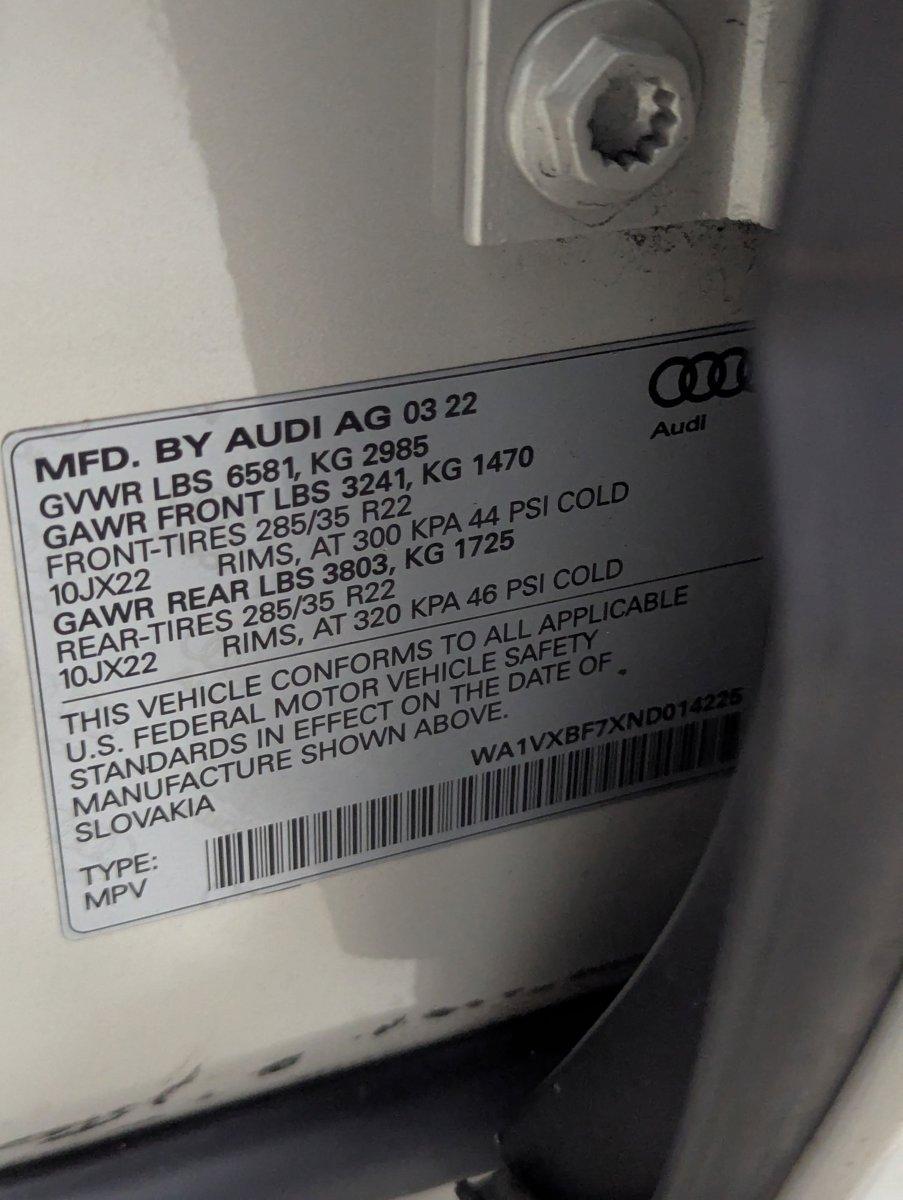 MFD. BY AUDI AG 03 22
GVWR LBS 6581, KG 2985
GAWR FRONT LBS 3241, KG 1470
FRONT-TIRES 285/35 R22
10JX22 RIMS, AT 300 KPA 44 PSI COLD
GAWR REAR LBS 3803, KG 1725
REAR-TIRES 285/35 R22
10JX22 RIMS, AT 320 KPA 46 PSI COLD
Audi
THIS VEHICLE CONFORMS TO ALL APPLICABLE
U.S. FEDERAL MOTOR VEHICLE SAFETY
STANDARDS IN EFFECT ON THE DATE OF
MANUFACTURE SHOWN ABOVE.
SLOVAKIA
WA1VXBF7XND014225
TYPE:
MPV